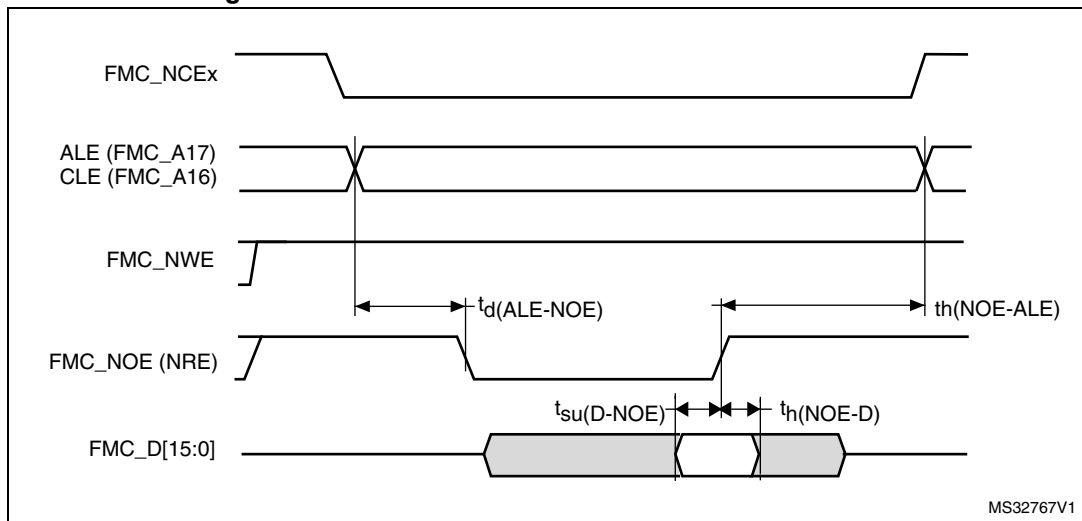 FMC_NCEx
ALE (FMC_A17)
CLE (FMC_A16)
FMC_NWE
td(ALE-NOE)
th(NOE-ALE)
FMC_NOE (NRE)
tsu(D-NOE)
th(NOE-D)
FMC_D[15:0]
MS32767V1